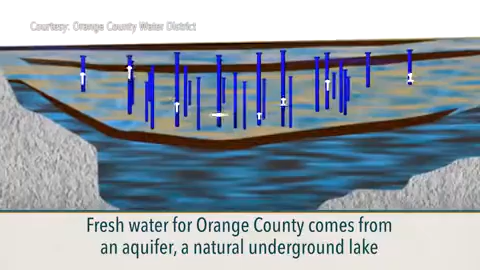 Courtesy: Orange County Water District
Fresh water for Orange County comes from
an aquifer, a natural underground lake